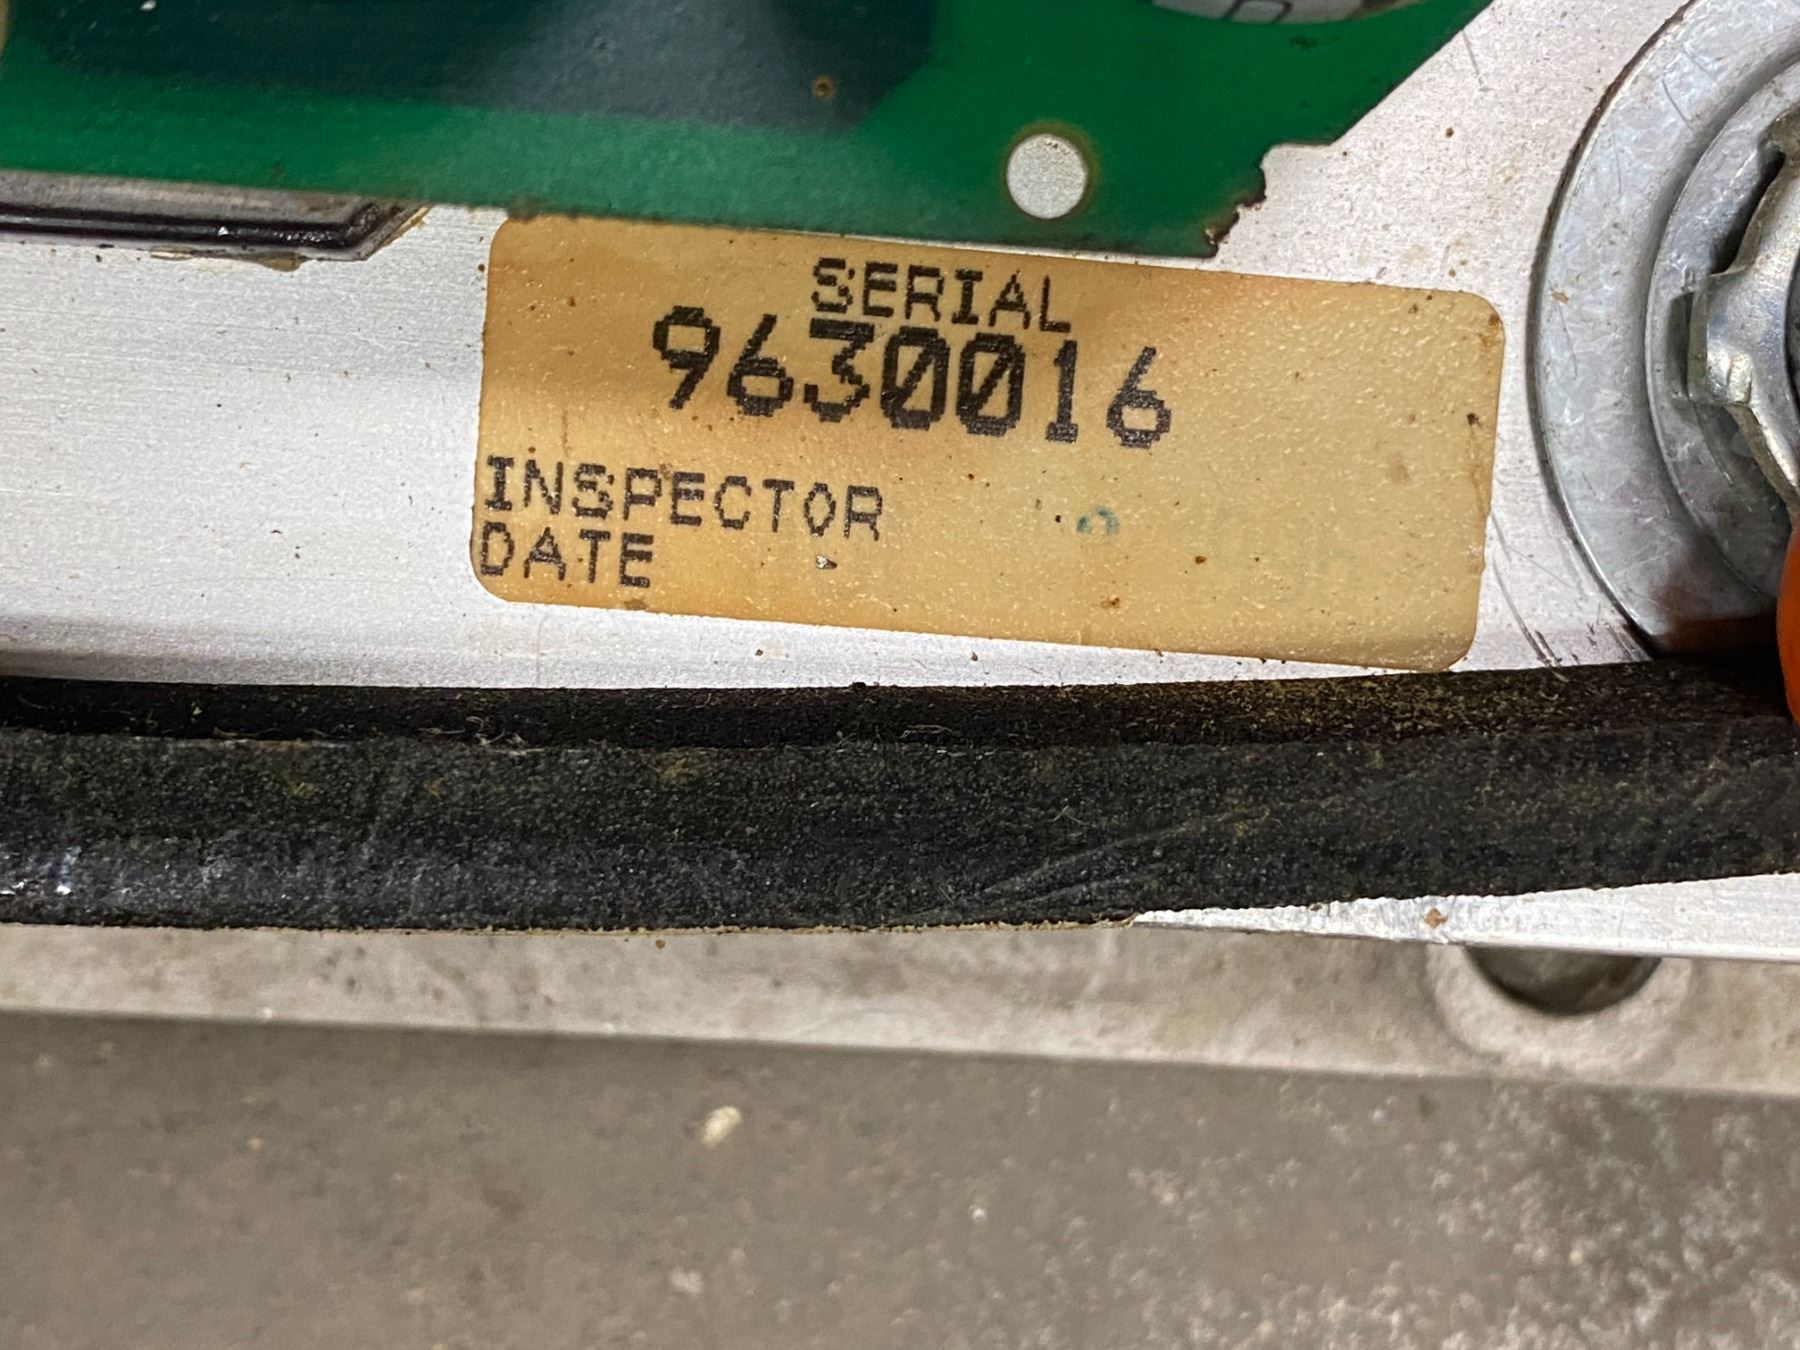 SERIAL
9630016
INSPECTOR
DATE